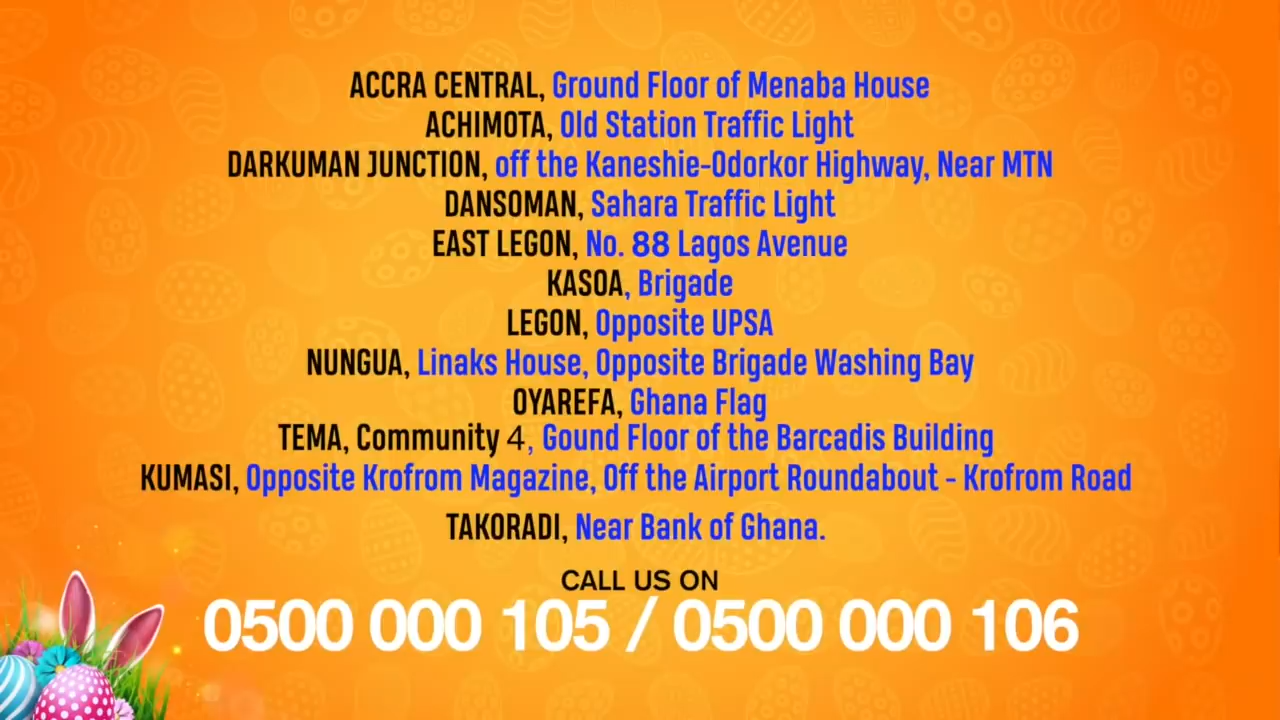 ACCRA CENTRAL, Ground Floor of Menaba House
ACHIMOTA, Old Station Traffic Light
DARKUMAN JUNCTION, off the Kaneshie-Odorkor Highway, Near MTN
DANSOMAN, Sahara Traffic Light
EAST LEGON, No. 88 Lagos Avenue
KASOA, Brigade
LEGON, Opposite UPSA
NUNGUA, Linaks House, Opposite Brigade Washing Bay
OYAREFA, Ghana Flag
TEMA, Community 4, Gound Floor of the Barcadis Building
KUMASI, Opposite Krofrom Magazine, Off the Airport Roundabout - Krofrom Road
TAKORADI, Near Bank of Ghana.
CALL US ON
0500 000 105 / 0500 000 106